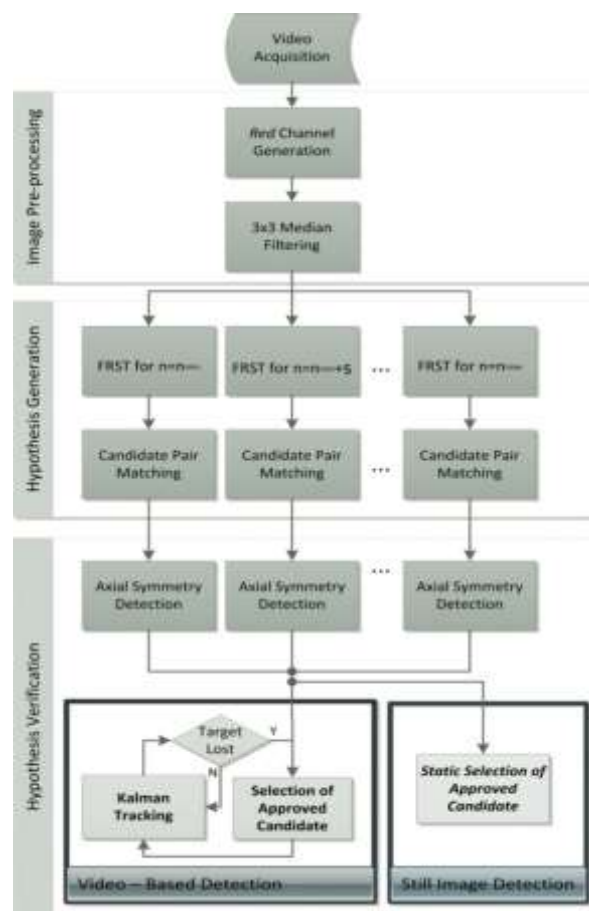 Video
Acquisition
Image Pre-processing
Red Channel
Generation
3x3 Median
Filtering
Hypothesis Generation
FRST for
FRST for
...
FRST for
Candidate Pair
Matching
Candidate Pair
Matching
...
Candidate Pair
Matching
Hypothesis Verification
Axial Symmetry
Detection
Axial Symmetry
Detection
...
Axial Symmetry
Detection
Target
Lost
Y
N
Kalman
Tracking
Selection of
Approved
Candidate
Static Selection of
Approved
Candidate
Video – Based Detection
Still Image Detection